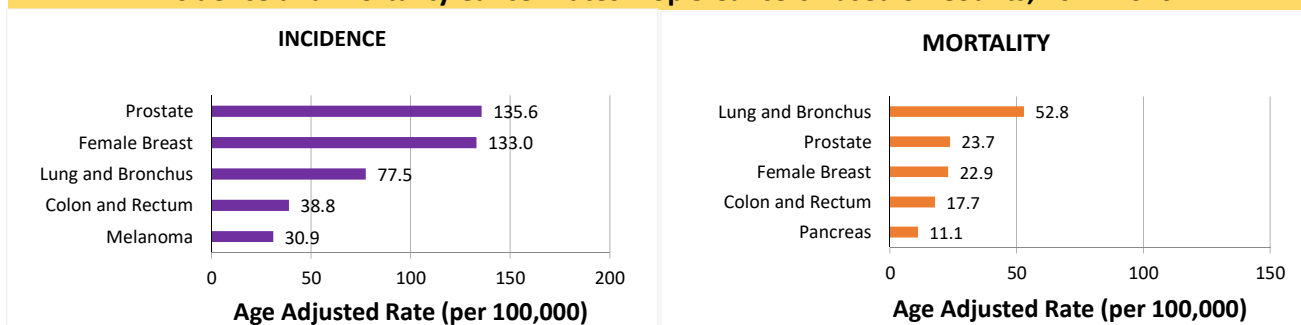 INCIDENCE
Prostate 135.6
Female Breast 133.0
Lung and Bronchus 77.5
Colon and Rectum 38.8
Melanoma 30.9
0 50 100 150 200
Age Adjusted Rate (per 100,000)
MORTALITY
Lung and Bronchus 52.8
Prostate 23.7
Female Breast 22.9
Colon and Rectum 17.7
Pancreas 11.1
0 50 100 150
Age Adjusted Rate (per 100,000)